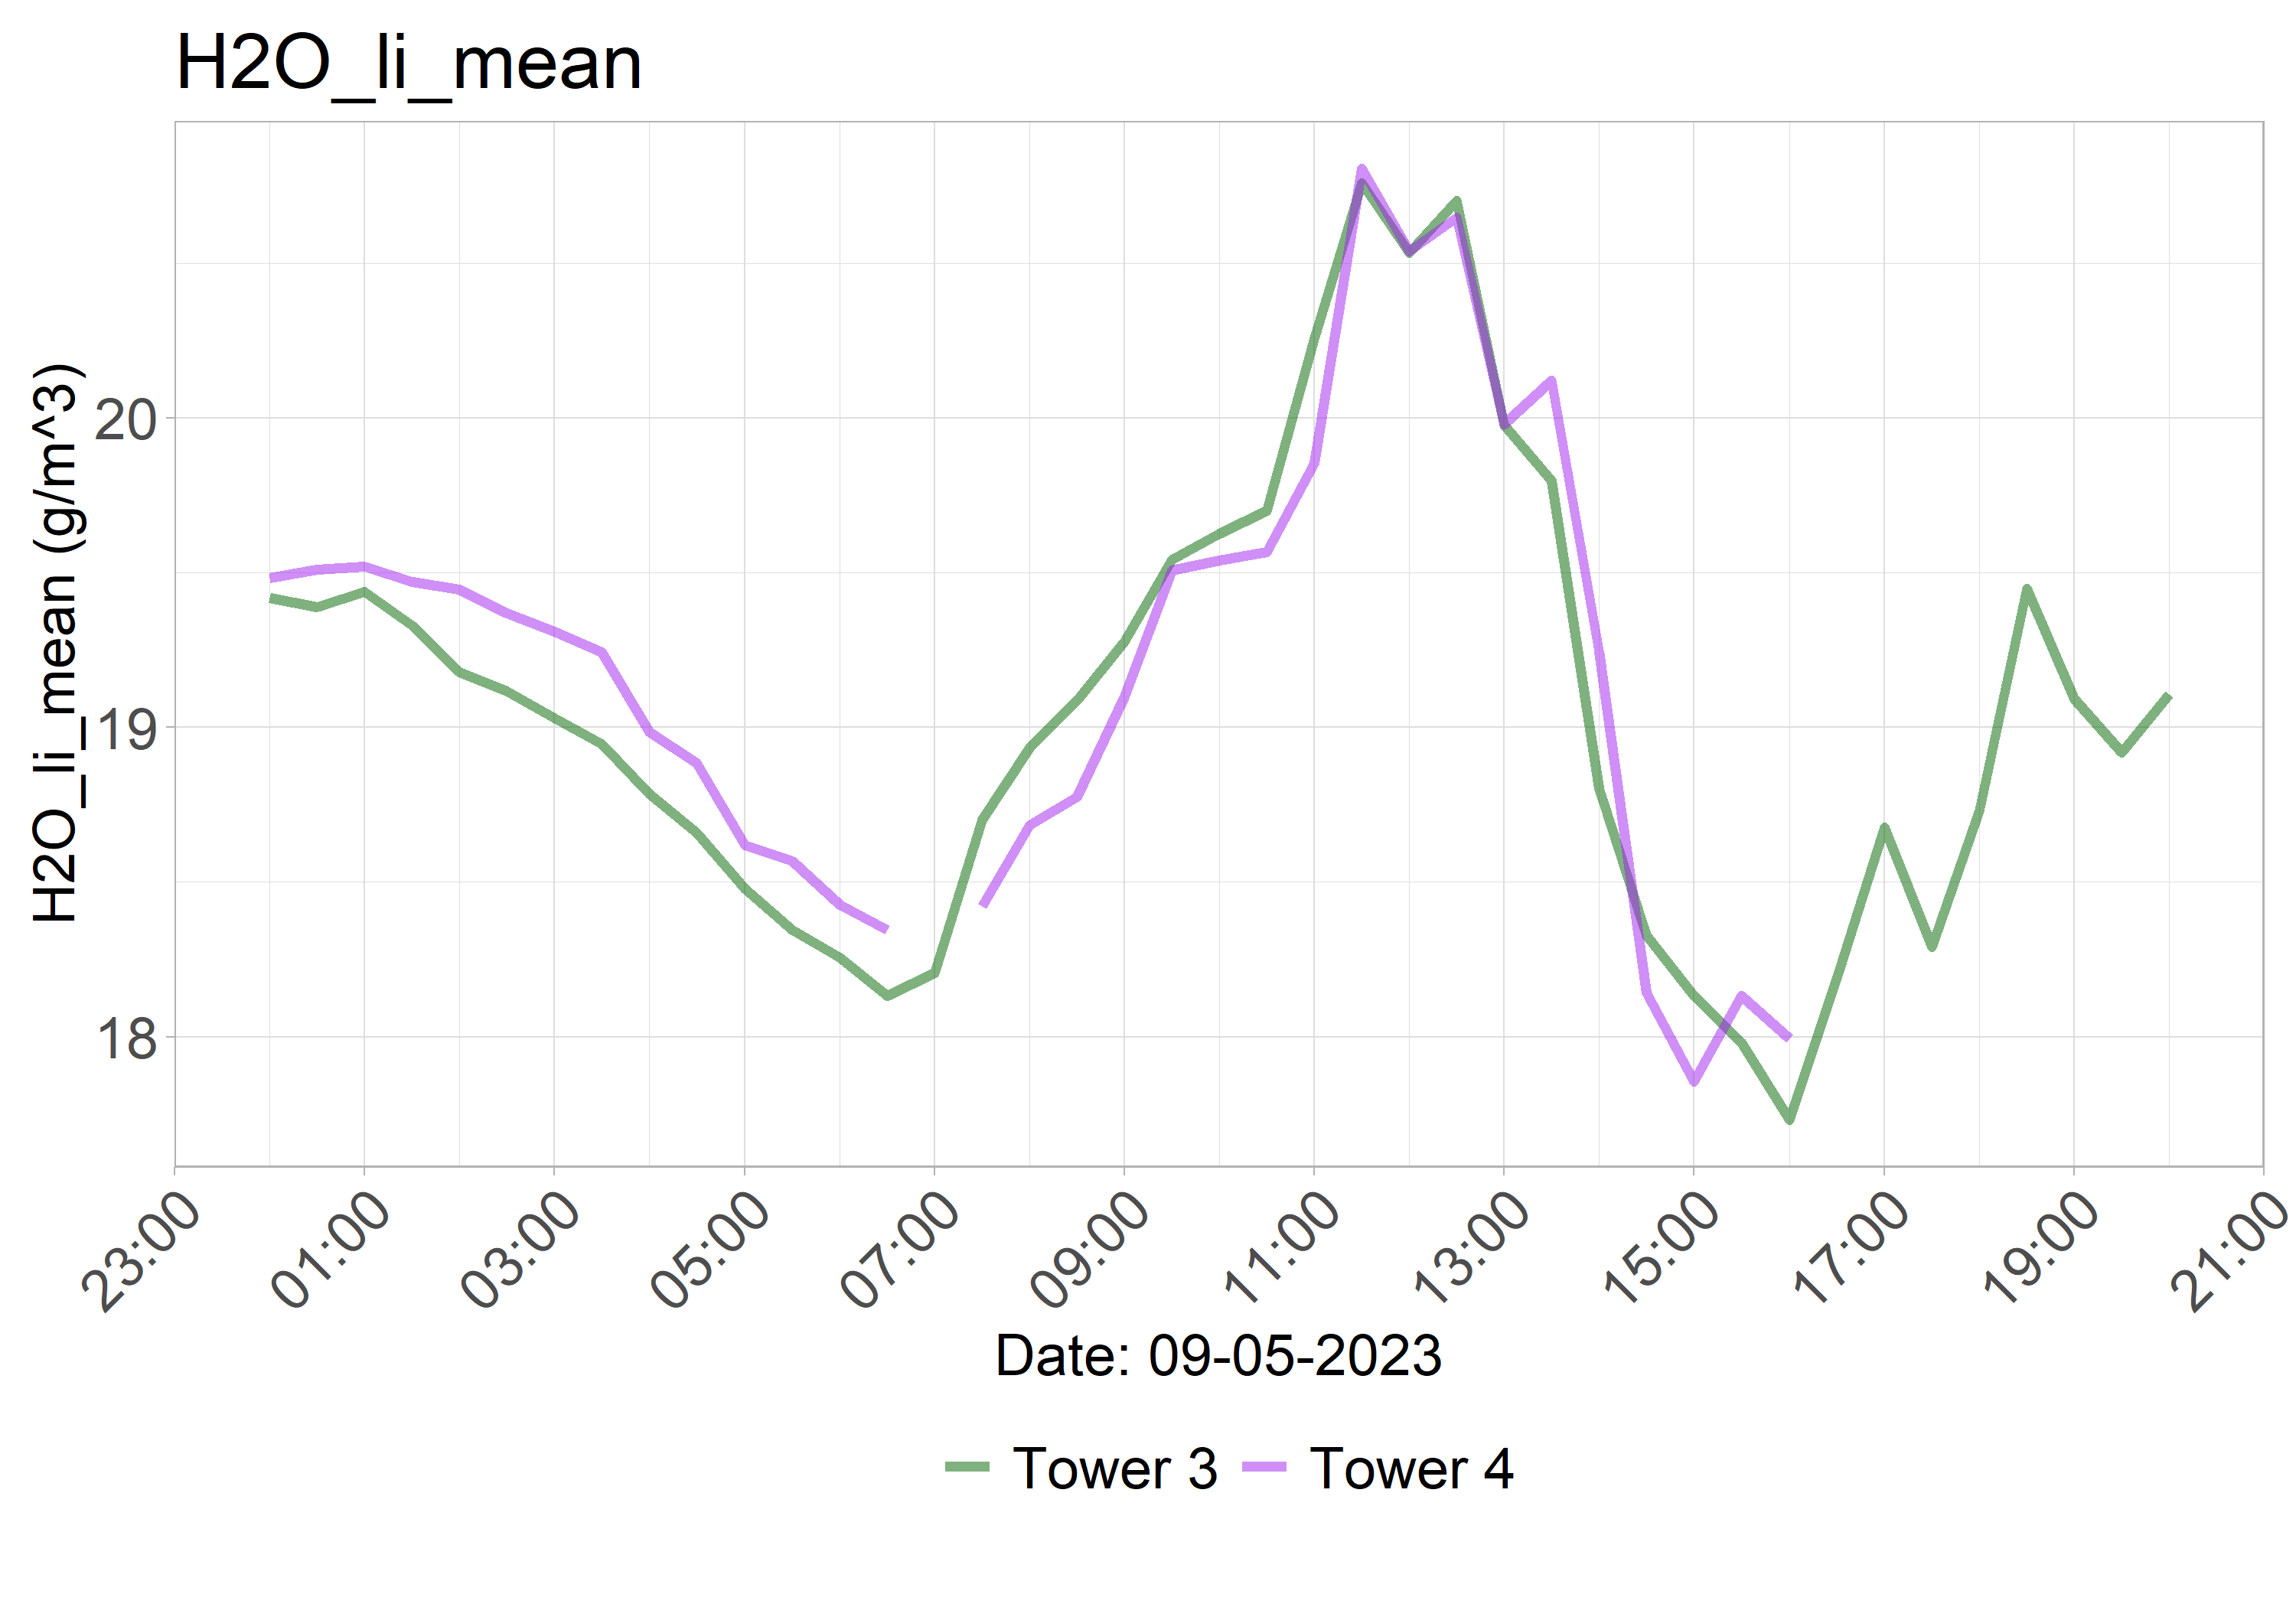 H2O_li_mean
H2O_li_mean (g/m^3)
20
19
18
23:00 01:00 03:00 05:00 07:00 09:00 11:00 13:00 15:00 17:00 19:00 21:00
Date: 09-05-2023
Tower 3 Tower 4